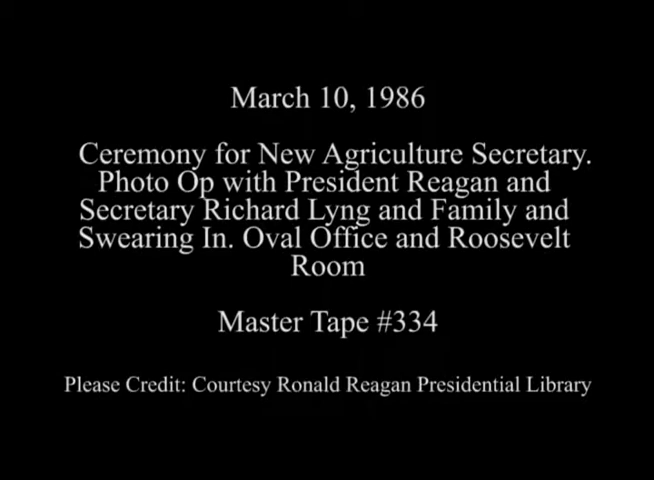 March 10, 1986
Ceremony for New Agriculture Secretary.
Photo Op with President Reagan and
Secretary Richard Lyng and Family and
Swearing In. Oval Office and Roosevelt
Room
Master Tape #334
Please Credit: Courtesy Ronald Reagan Presidential Library